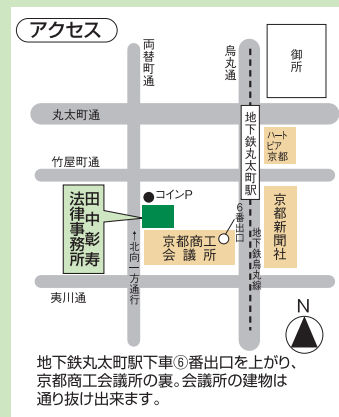 アクセス
両替町通
烏丸通
御所
丸太町通
地下鉄丸太町駅
ハート
ピア
京都
竹屋町通
コインP
田中彰寿
法律事務所
6番出口
京都新聞社
京都商工
会議所
←北向一方通行
地下鉄烏丸線
夷川通
N
地下鉄丸太町駅下車⑥番出口を上がり、
京都商工会議所の裏。会議所の建物は
通り抜け出来ます。